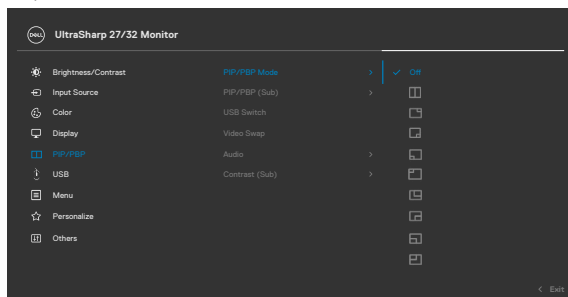 DELL UltraSharp 27/32 Monitor
Brightness/Contrast PIP/PBP Mode > Off
Input Source PIP/PBP (Sub) >
Color USB Switch
Display Video Swap
PIP/PBP Audio >
USB Contrast (Sub) >
Menu
Personalize
Others
< Exit